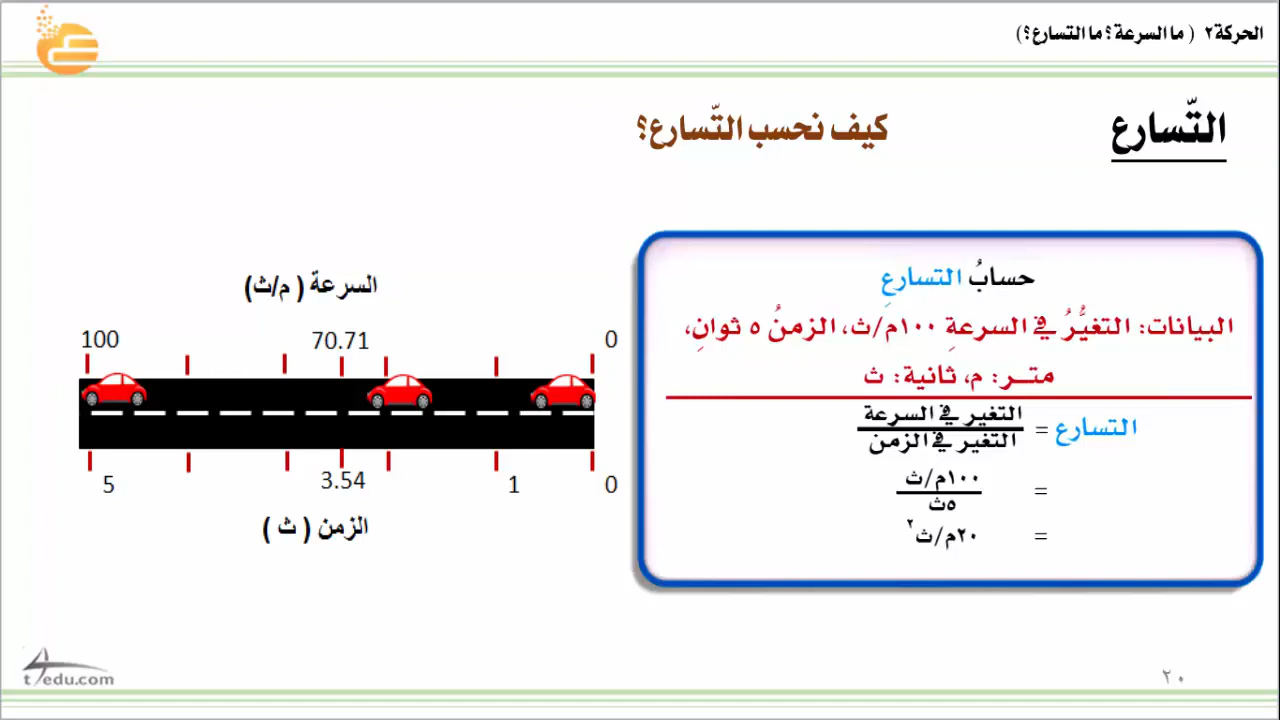 الحركة٢ ( ما السرعة؟ ما التسارع؟)
التّسارع
كيف نحسب التّسارع؟
حسابُ التسارعِ
البيانات: التغيُّرُ في السرعةِ ١٠٠م/ث، الزمنُ ٥ ثوانِ،
متـر: م، ثانية: ث
التسارع = التغير في السرعة
التغير في الزمن
= ١٠٠م/ث
٥ث
= ٢٠م/ث٢
السرعة ( م/ث)
100 70.71 0
5 3.54 1 0
الزمن ( ث )
t4edu.com
٢٠